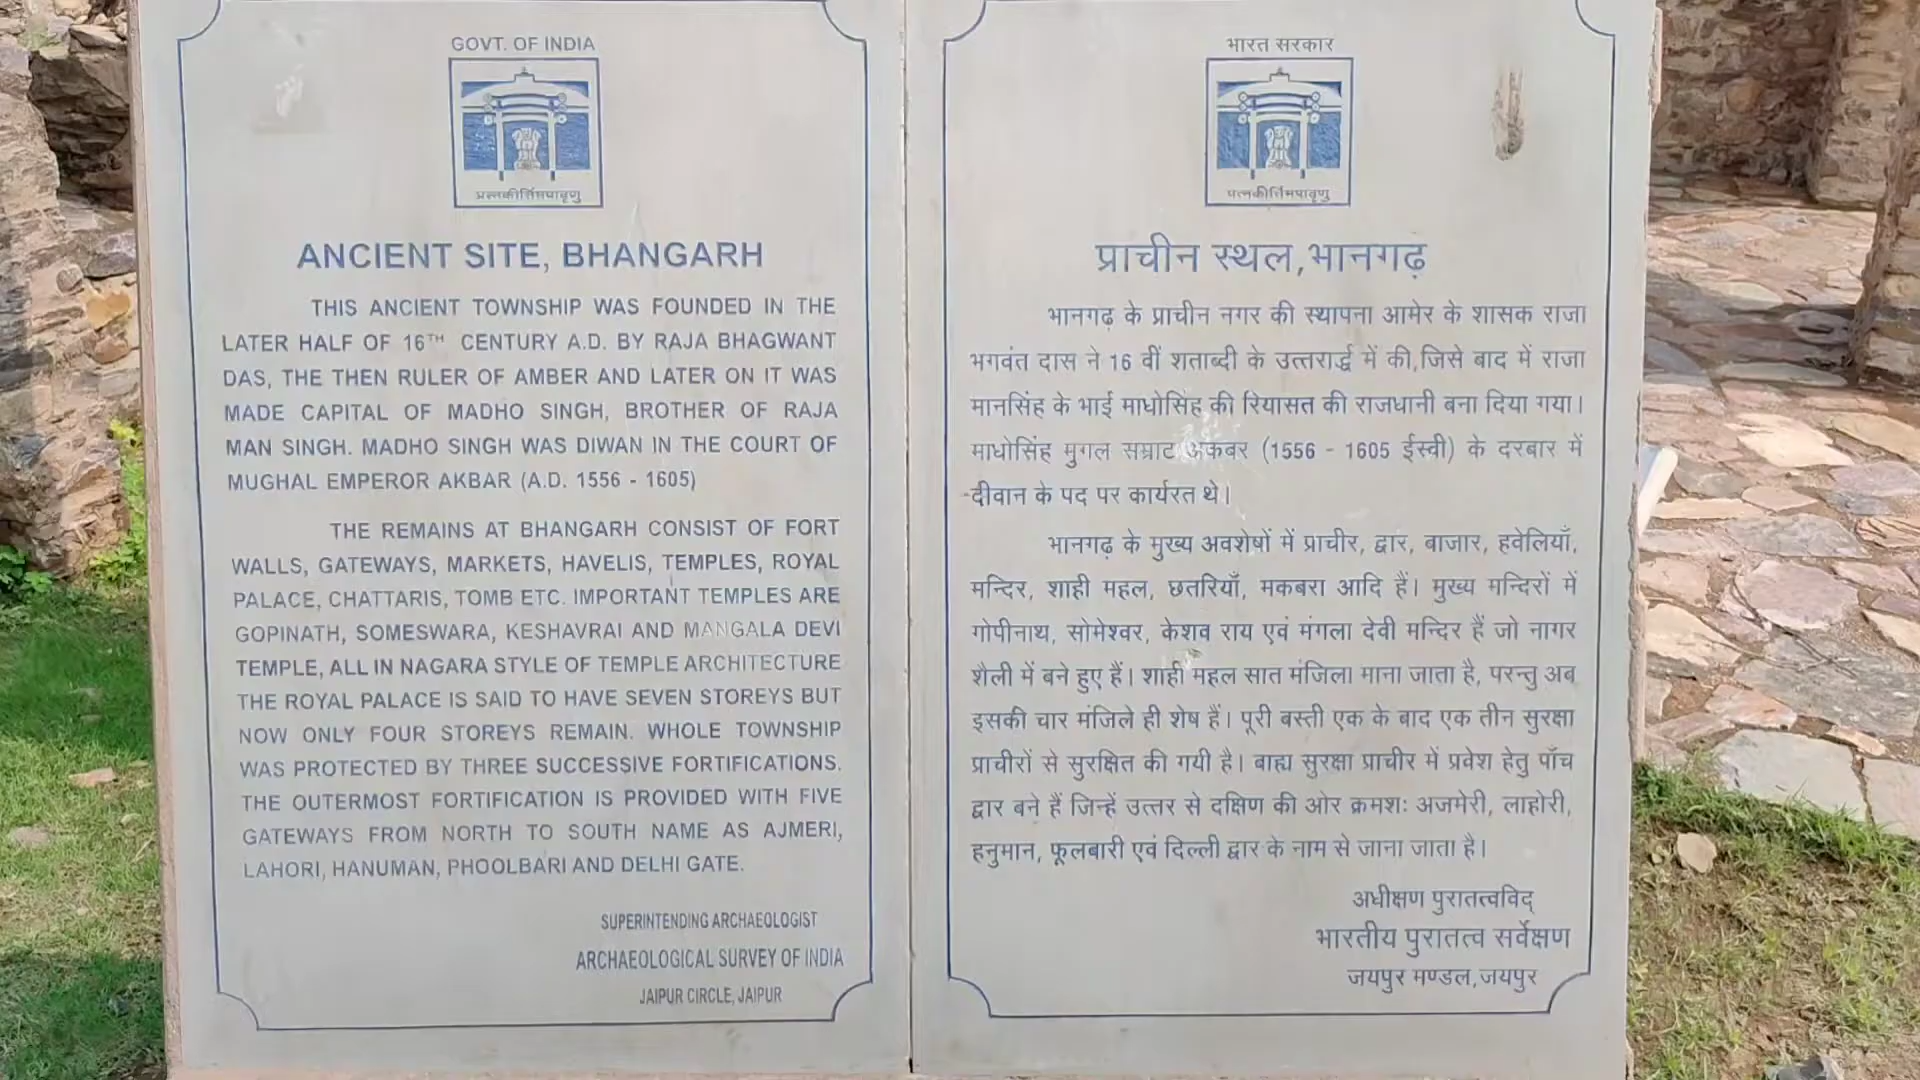 GOVT. OF INDIA
प्रत्नकीर्तिमपावृणु
ANCIENT SITE, BHANGARH
THIS ANCIENT TOWNSHIP WAS FOUNDED IN THE
LATER HALF OF 16TH CENTURY A.D. BY RAJA BHAGWANT
DAS, THE THEN RULER OF AMBER AND LATER ON IT WAS
MADE CAPITAL OF MADHO SINGH, BROTHER OF RAJA
MAN SINGH. MADHO SINGH WAS DIWAN IN THE COURT OF
MUGHAL EMPEROR AKBAR (A.D. 1556 - 1605)
THE REMAINS AT BHANGARH CONSIST OF FORT
WALLS, GATEWAYS, MARKETS, HAVELIS, TEMPLES, ROYAL
PALACE, CHATTARIS, TOMB ETC. IMPORTANT TEMPLES ARE
GOPINATH, SOMESWARA, KESHAVRAI AND MANGALA DEVI
TEMPLE, ALL IN NAGARA STYLE OF TEMPLE ARCHITECTURE
THE ROYAL PALACE IS SAID TO HAVE SEVEN STOREYS BUT
NOW ONLY FOUR STOREYS REMAIN. WHOLE TOWNSHIP
WAS PROTECTED BY THREE SUCCESSIVE FORTIFICATIONS.
THE OUTERMOST FORTIFICATION IS PROVIDED WITH FIVE
GATEWAYS FROM NORTH TO SOUTH NAME AS AJMERI,
LAHORI, HANUMAN, PHOOLBARI AND DELHI GATE.
SUPERINTENDING ARCHAEOLOGIST
ARCHAEOLOGICAL SURVEY OF INDIA
JAIPUR CIRCLE, JAIPUR
भारत सरकार
प्रत्नकीर्तिमपावृणु
प्राचीन स्थल, भानगढ़
भानगढ़ के प्राचीन नगर की स्थापना आमेर के शासक राजा
भगवंत दास ने 16 वीं शताब्दी के उत्तरार्द्ध में की, जिसे बाद में राजा
मानसिंह के भाई माधोसिंह की रियासत की राजधानी बना दिया गया।
माधोसिंह मुगल सम्राट अकबर (1556 - 1605 ईस्वी) के दरबार में
दीवान के पद पर कार्यरत थे।
भानगढ़ के मुख्य अवशेषों में प्राचीर, द्वार, बाजार, हवेलियाँ,
मन्दिर, शाही महल, छतरियाँ, मकबरा आदि हैं। मुख्य मन्दिरों में
गोपीनाथ, सोमेश्वर, केशव राय एवं मंगला देवी मन्दिर हैं जो नागर
शैली में बने हुए हैं। शाही महल सात मंजिला माना जाता है, परन्तु अब
इसकी चार मंजिले ही शेष हैं। पूरी बस्ती एक के बाद एक तीन सुरक्षा
प्राचीरों से सुरक्षित की गयी है। बाह्य सुरक्षा प्राचीर में प्रवेश हेतु पॉंच
द्वार बने हैं जिन्हें उत्तर से दक्षिण की ओर क्रमशः अजमेरी, लाहोरी,
हनुमान, फूलबारी एवं दिल्ली द्वार के नाम से जाना जाता है।
अधीक्षण पुरातत्वविद्
भारतीय पुरातत्व सर्वेक्षण
जयपुर मण्डल, जयपुर